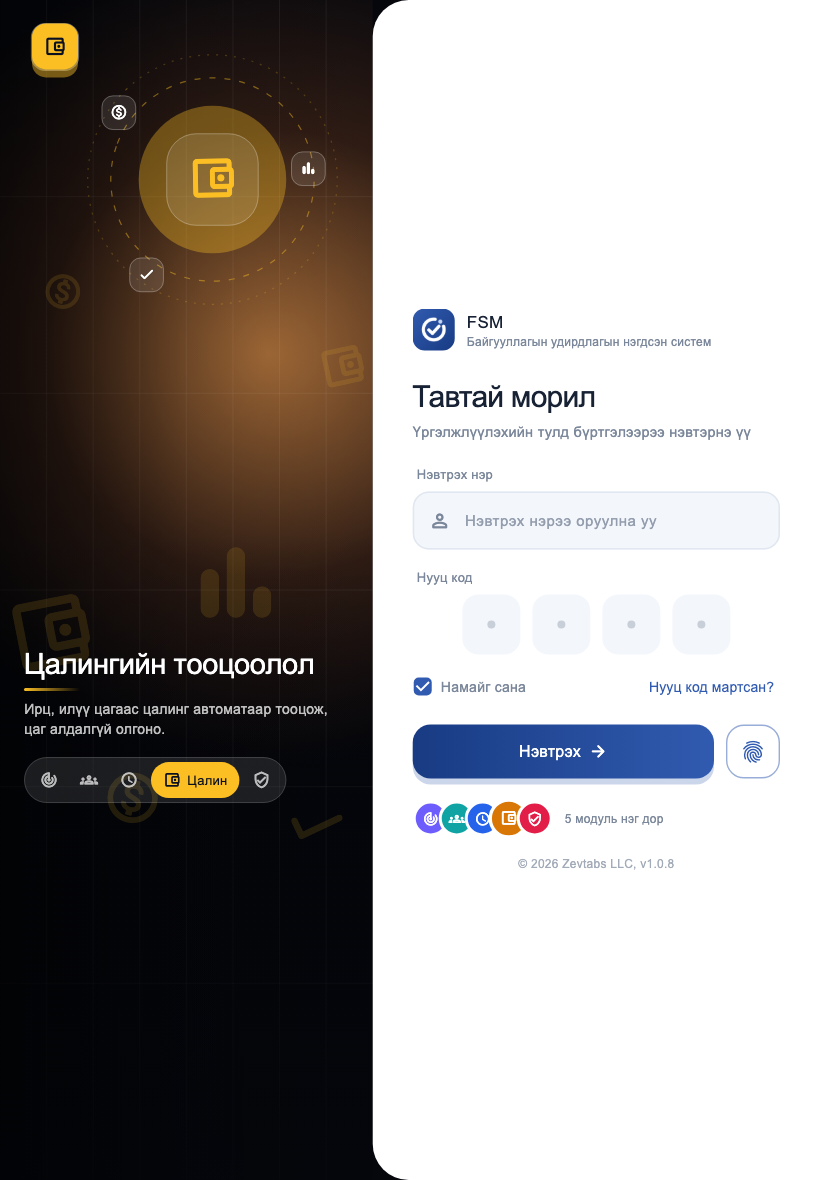 Цалингийн тооцоолол
Ирц, илүү цагаас цалинг автоматаар тооцож,
цаг алдалгүй олгоно.
Цалин
FSM
Байгууллагын удирдлагын нэгдсэн систем
Тавтай морил
Үргэлжлүүлэхийн тулд бүртгэлээрээ нэвтэрнэ үү
Нэвтрэх нэр
Нэвтрэх нэрээ оруулна уу
Нууц код
Намайг сана
Нууц код мартсан?
Нэвтрэх
5 модуль нэг дор
© 2026 Zevtabs LLC, v1.0.8